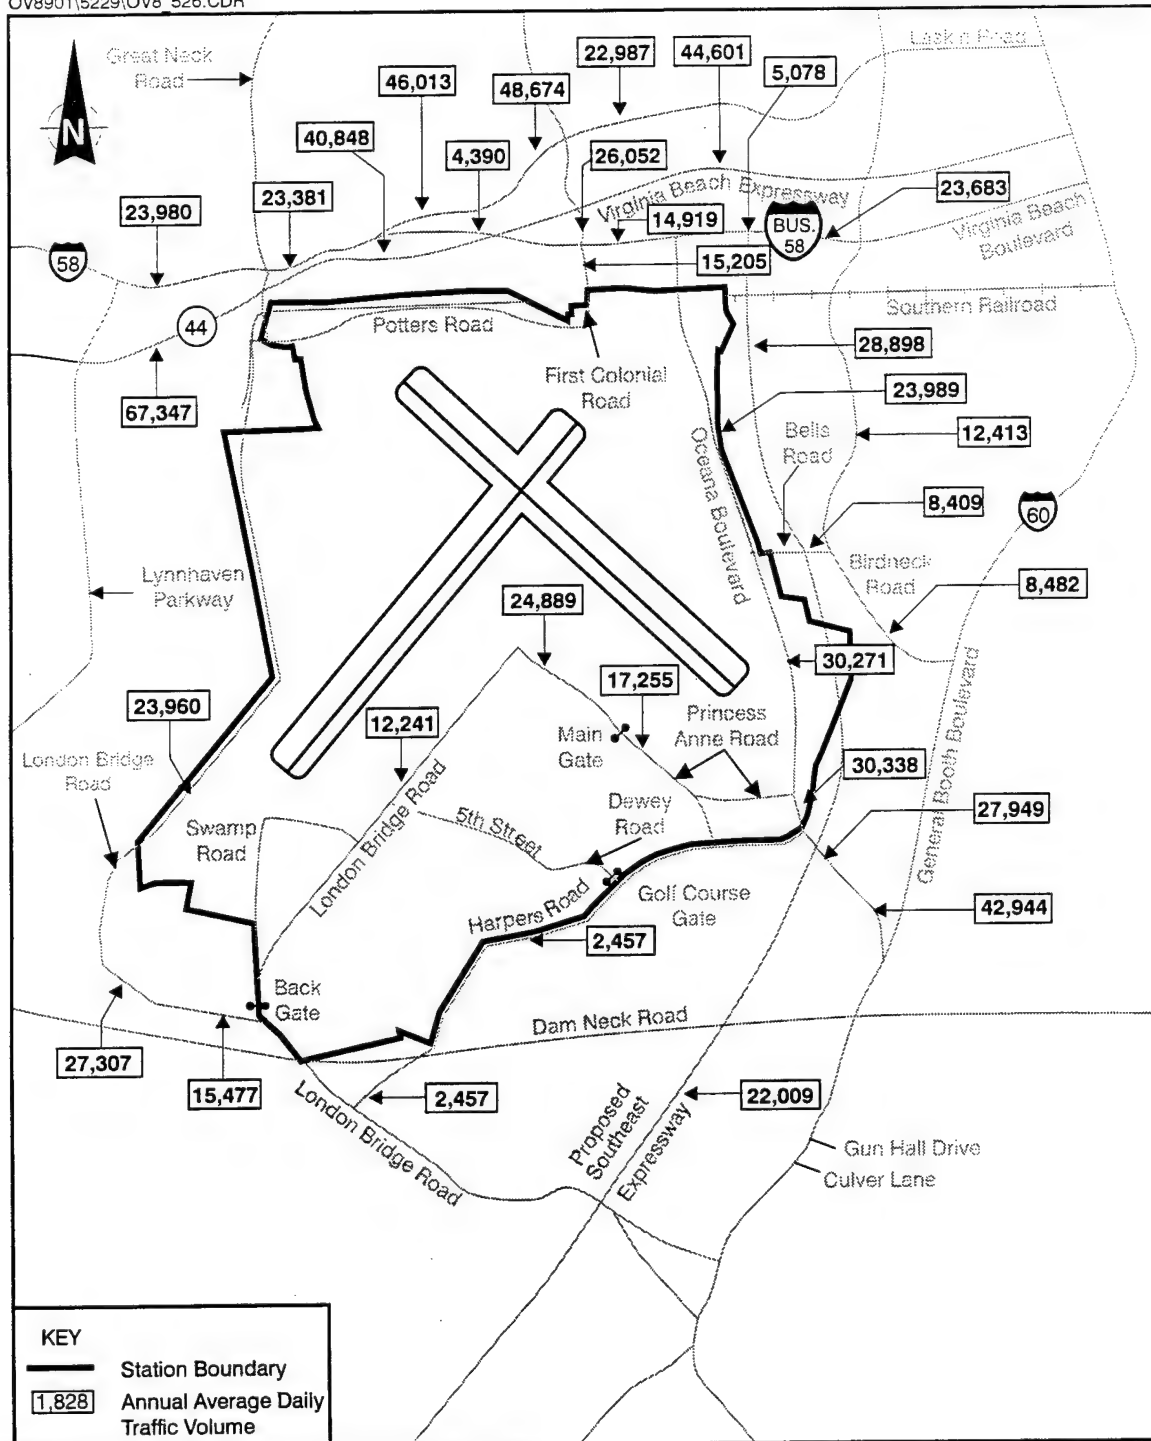 OV8901\5229\OV8_526.CDR
Great Neck
Road
22,987
44,601
Laskin Road
5,078
46,013
48,674
40,848
4,390
26,052
23,381
23,980
Virginia Beach Expressway
23,683
14,919
BUS.
58
Virginia Beach
Boulevard
58
15,205
N
Southern Railroad
44
Potters Road
28,898
First Colonial
Road
23,989
67,347
Bells
Road
12,413
Oceana Boulevard
8,409
60
Birdneck
Road
Lynnhaven
Parkway
8,482
24,889
30,271
17,255
23,960
12,241
Princess
Anne Road
Main
Gate
London Bridge
Road
30,338
General Booth Boulevard
Dewey
Road
27,949
Swamp
Road
5th Street
London Bridge Road
Golf Course
Gate
Harpers Road
42,944
2,457
Back
Gate
Dam Neck Road
27,307
15,477
2,457
22,009
London Bridge Road
Proposed
Southeast
Expressway
Gun Hall Drive
Culver Lane
KEY
Station Boundary
1,828 Annual Average Daily
Traffic Volume